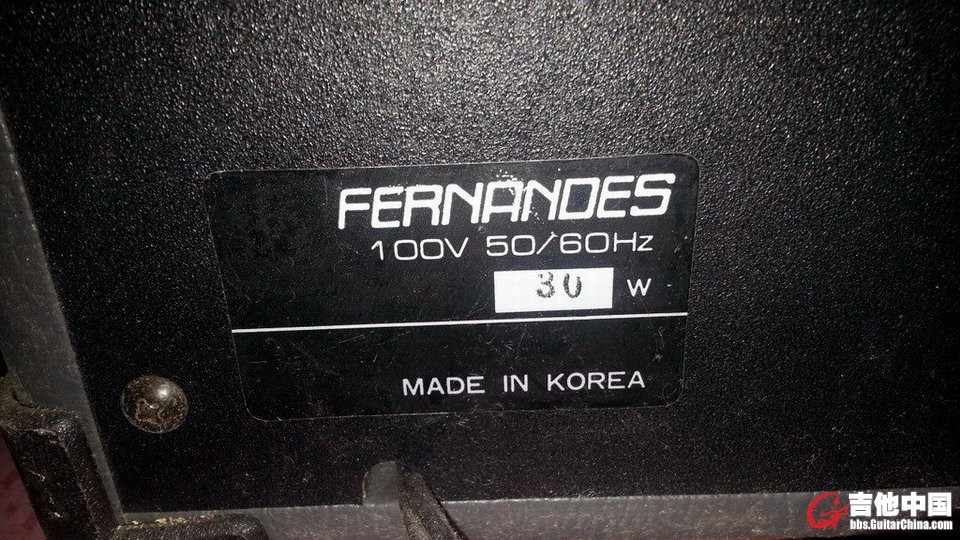 FERNANDES
100V 50/60Hz
30 W
MADE IN KOREA
吉他中国
bbs.GuitarChina.com